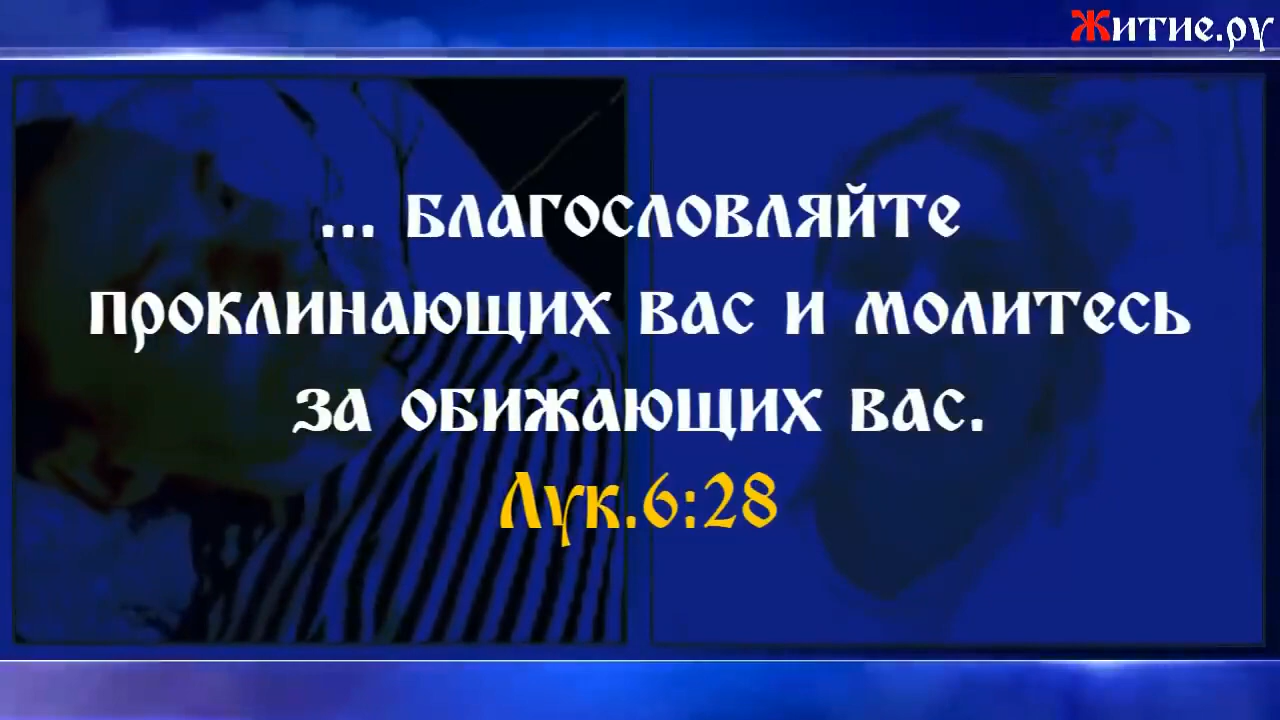 Житие.ру
... благословляйте
проклинающих вас и молитесь
за обижающих вас.
Лук.6:28